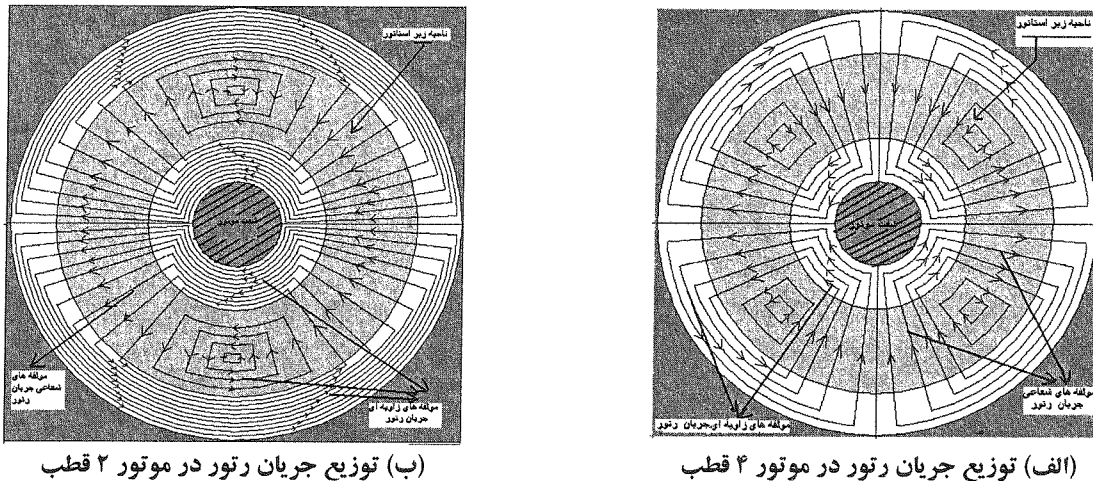 ناحیه زیر استاتور
مولفه های شعاعی
جریان رتور
مولفه های زاویه ای جریان رتور
(الف) توزیع جریان رتور در موتور ۴ قطب
ناحیه زیر استاتور
مولفه های
شعاعی جریان
رتور
مولفه های زاویه ای
جریان رتور
(ب) توزیع جریان رتور در موتور ۲ قطب